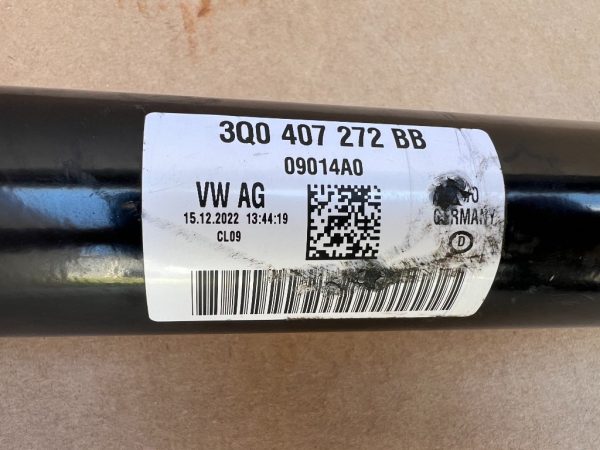 3Q0 407 272 BB
09014A0
VW AG
15.12.2022 13:44:19
CL09
GERMANY
D